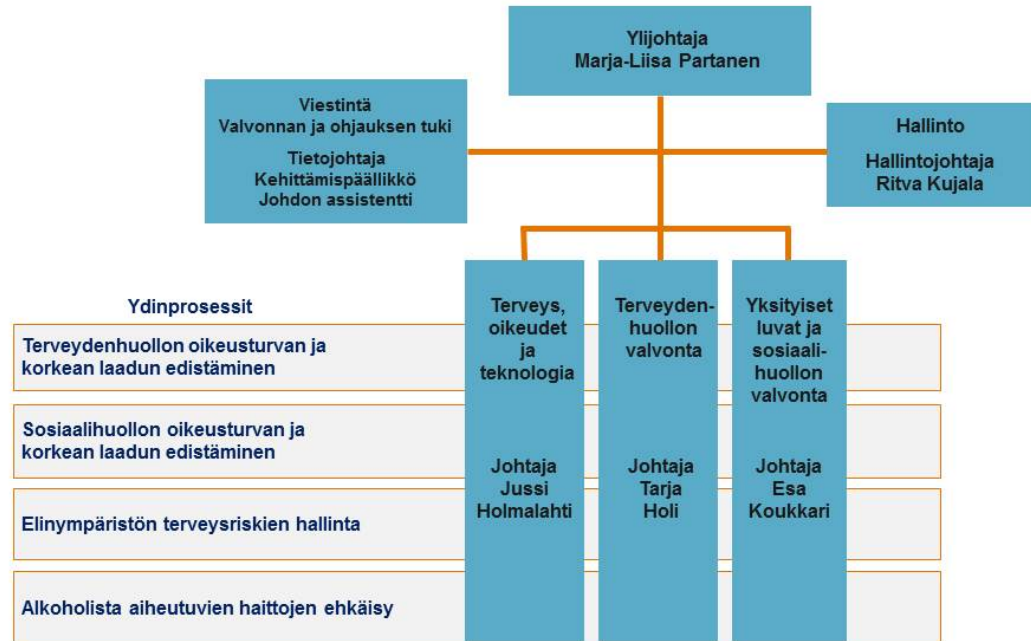 Ylijohtaja
Marja-Liisa Partanen
Viestintä
Valvonnan ja ohjauksen tuki
Tietojohtaja
Kehittämispäällikkö
Johdon assistentti
Hallinto
Hallintojohtaja
Ritva Kujala
Terveys,
oikeudet
ja
teknologia
Johtaja
Jussi
Holmalahti
Terveyden-
huollon
valvonta
Johtaja
Tarja
Holi
Yksityiset
luvat ja
sosiaali-
huollon
valvonta
Johtaja
Esa
Koukkari
Ydinprosessit
Terveydenhuollon oikeusturvan ja
korkean laadun edistäminen
Sosiaalihuollon oikeusturvan ja
korkean laadun edistäminen
Elinympäristön terveysriskien hallinta
Alkoholista aiheutuvien haittojen ehkäisy